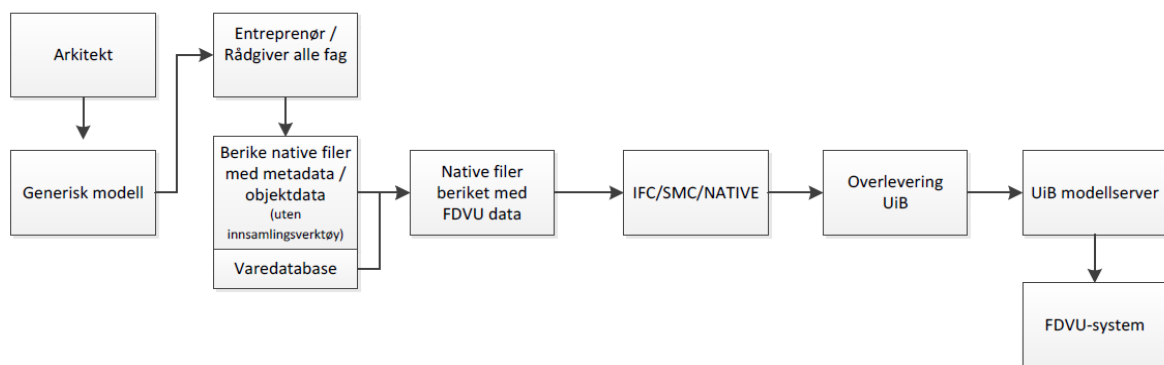 Arkitekt
Generisk modell
Entreprenør /
Rådgiver alle fag
Berike native filer
med metadata /
objektdata
(uten
innsamlingsverktøy)
Varedatabase
Native filer
beriket med
FDVU data
IFC/SMC/NATIVE
Overlevering
UiB
UiB modellserver
FDVU-system